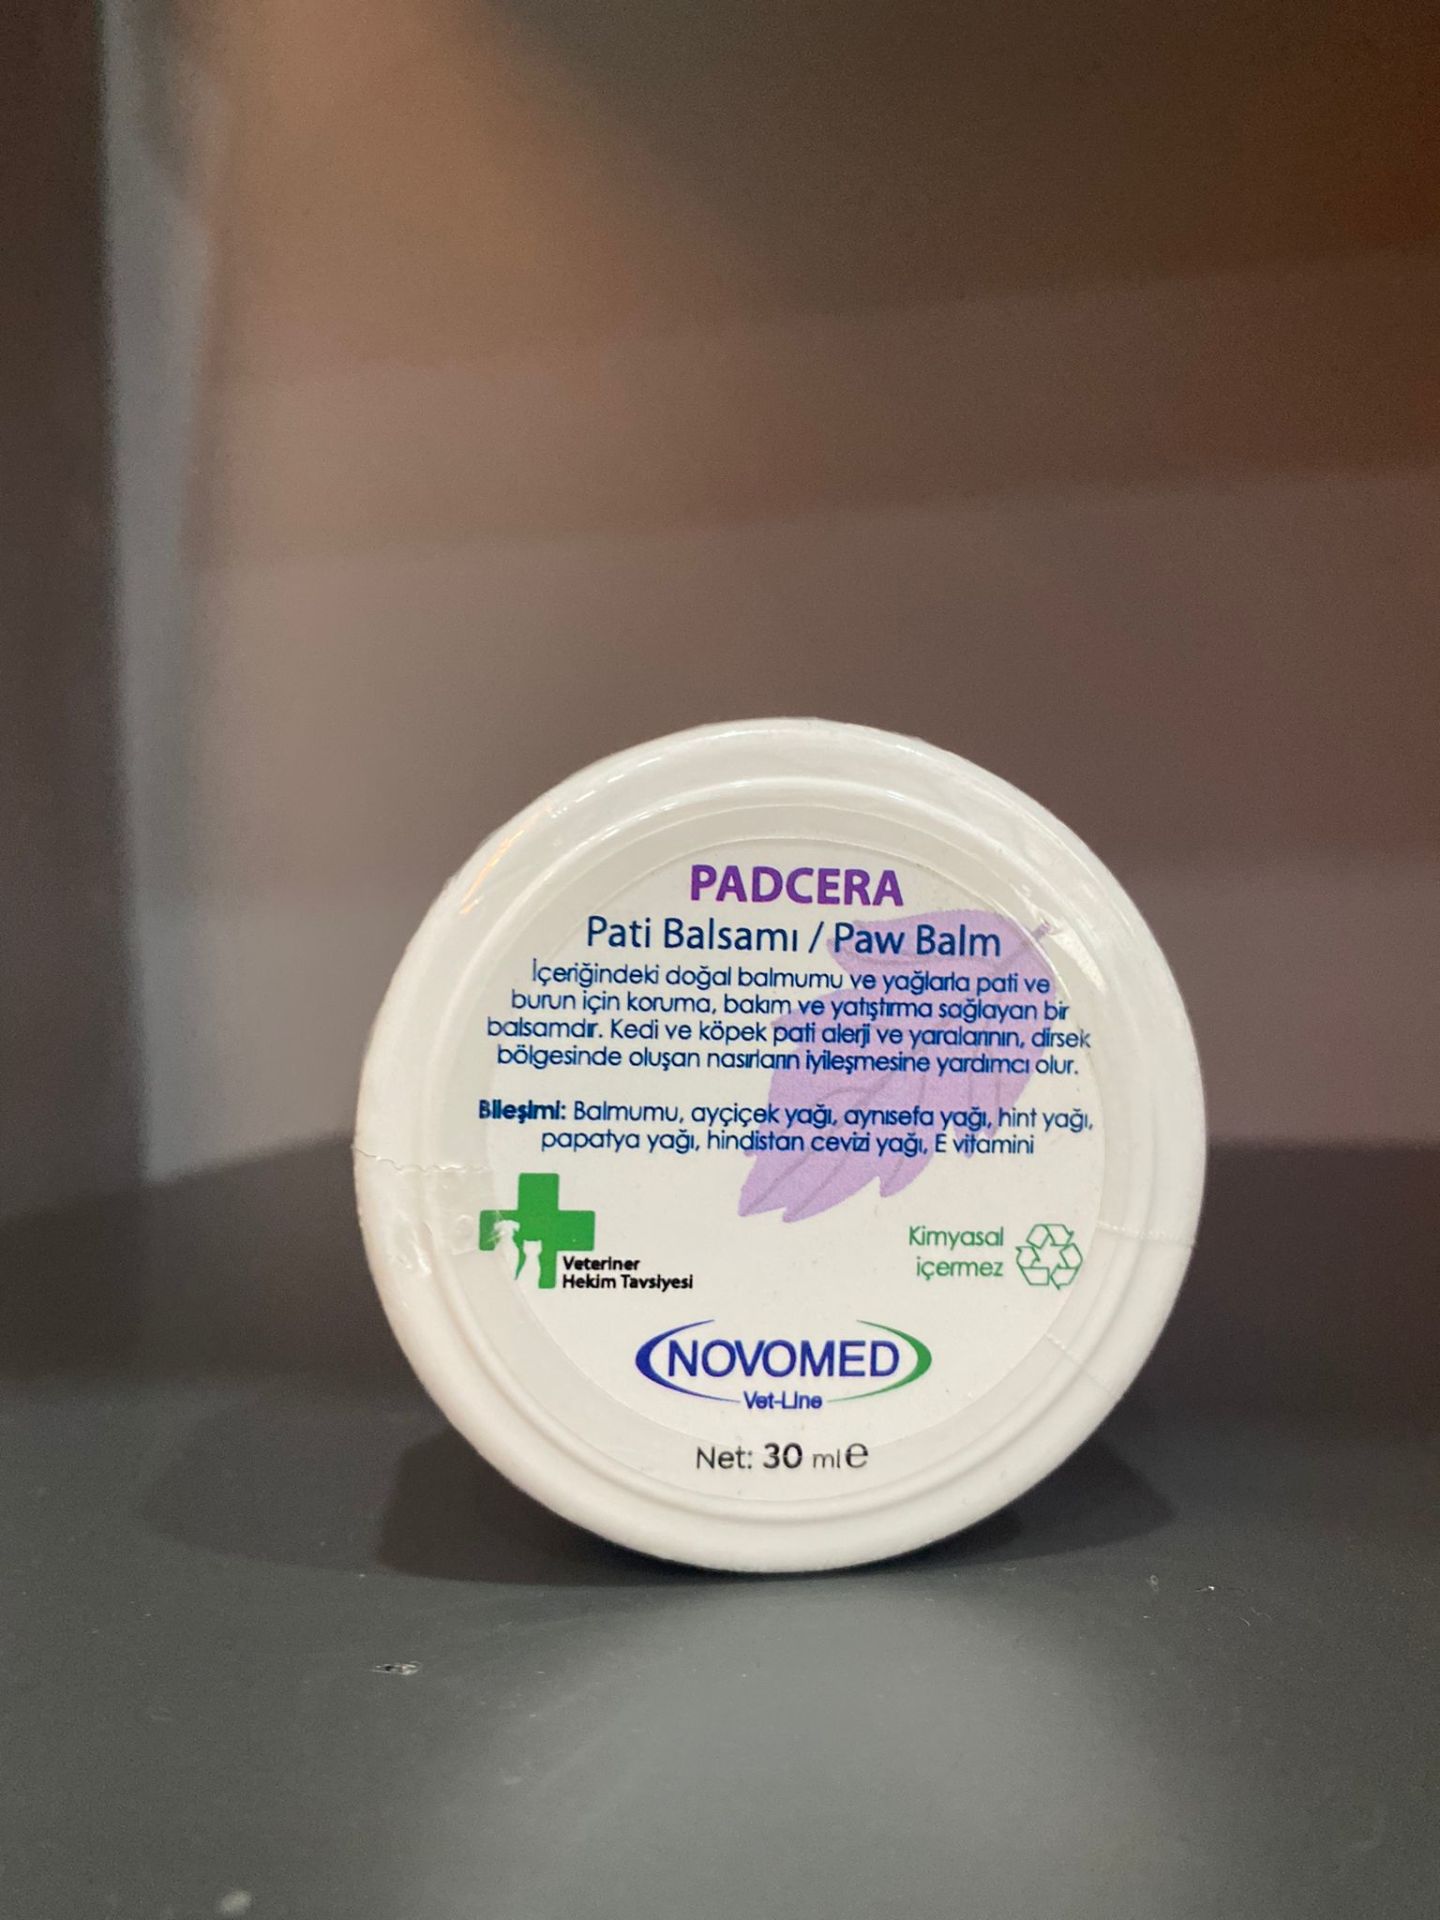 PADCERA
Pati Balsamı / Paw Balm
İçeriğindeki doğal balmumu ve yağlarla pati ve
burun için koruma, bakım ve yatıştırma sağlayan bir
balsamdır. Kedi ve köpek pati alerji ve yaralarının, dirsek
bölgesinde oluşan nasırların iyileşmesine yardımcı olur.
Bileşimi: Balmumu, ayçiçek yağı, aynısefa yağı, hint yağı,
papatya yağı, hindistan cevizi yağı, E vitamini
Veteriner
Hekim Tavsiyesi
Kimyasal
içermez
NOVOMED
Vet-Line
Net: 30 ml e